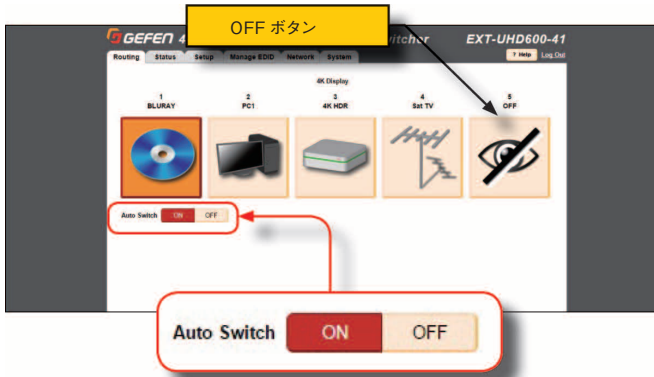 OFF ボタン
GEFEN 4
itcher
EXT-UHD600-41
Routing Status Setup Manage EDID Network System
? Help Log Out
4K Display
1 2 3 4 5
BLURAY PC1 4K HDR Sat TV OFF
Auto Switch ON OFF
Auto Switch ON OFF